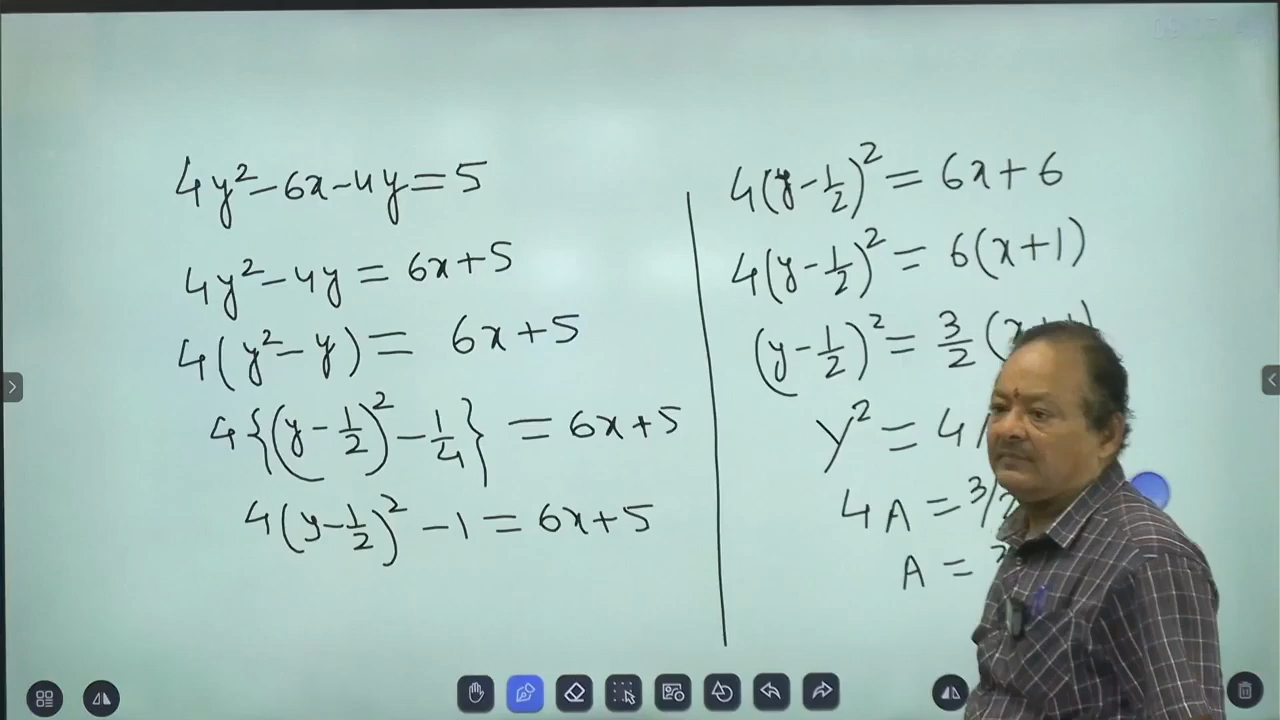 4y² - 6x - 4y = 5
4y² - 4y = 6x + 5
4(y² - y) = 6x + 5
4{(y - 1/2)² - 1/4} = 6x + 5
4(y - 1/2)² - 1 = 6x + 5
4(y - 1/2)² = 6x + 6
4(y - 1/2)² = 6(x + 1)
(y - 1/2)² = 3/2 (x + 1)
Y² = 4
4A = 3/
A =